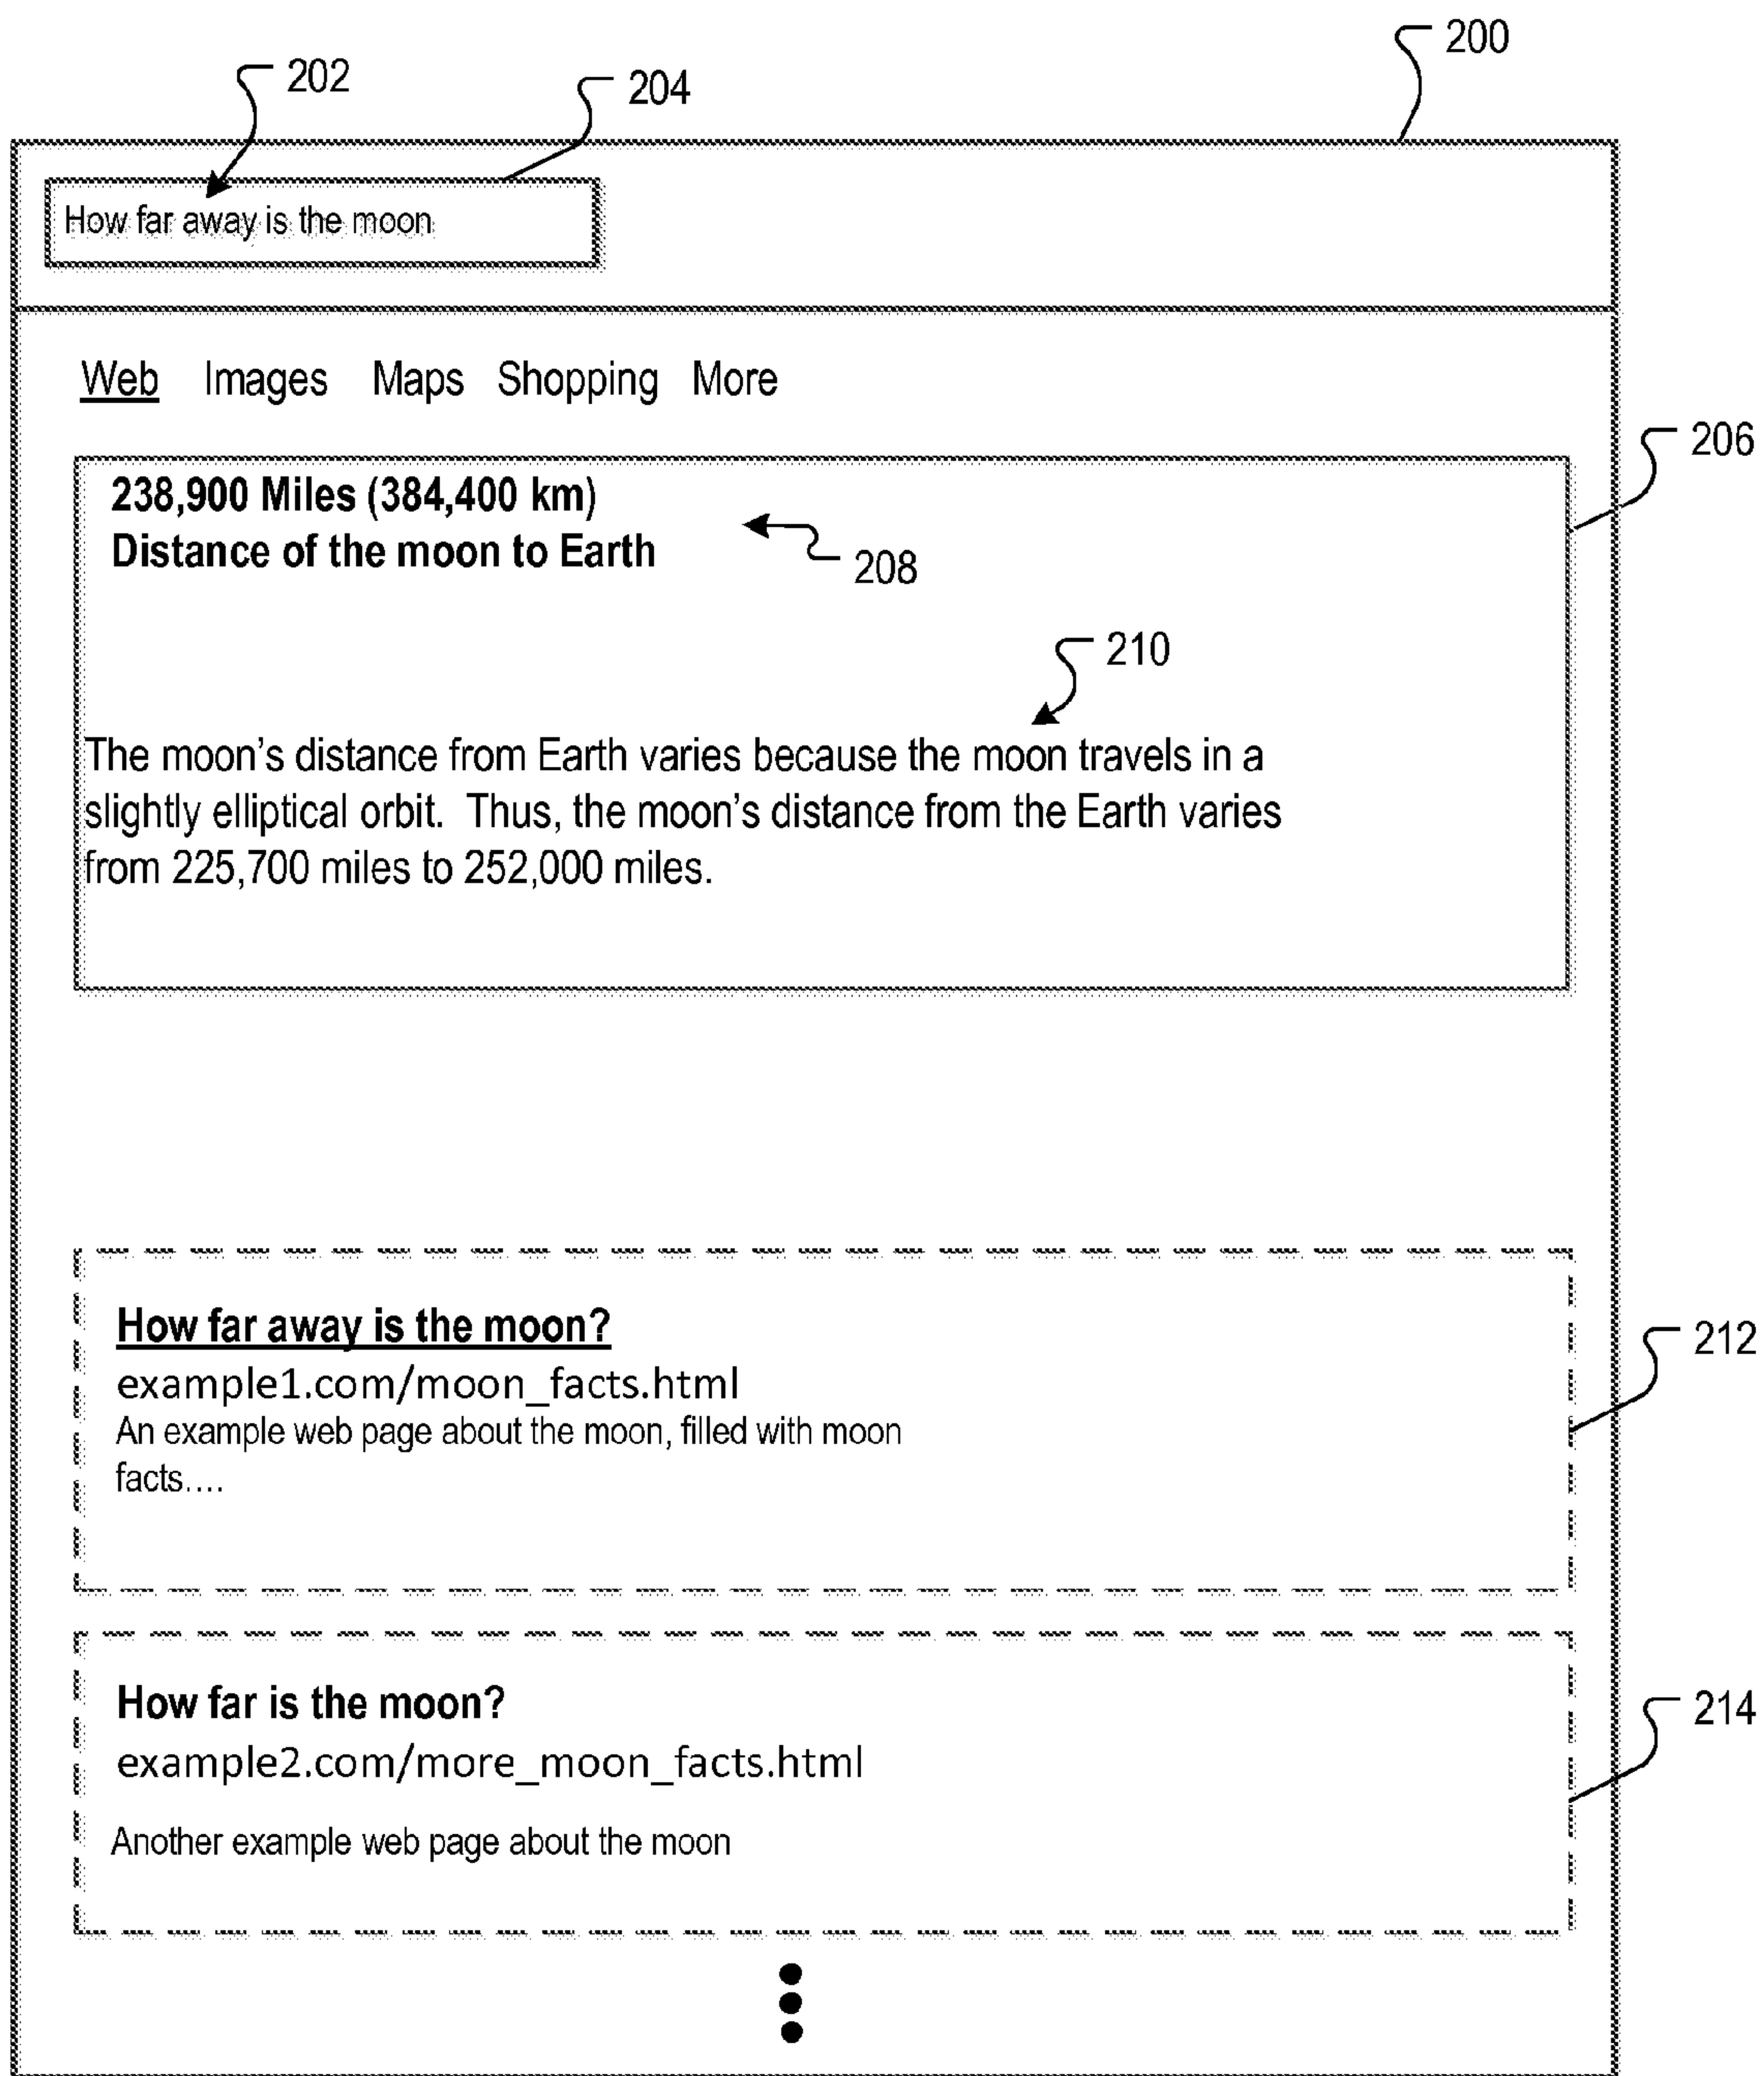 200
202
204
How far away is the moon
Web Images Maps Shopping More
206
238,900 Miles (384,400 km)
Distance of the moon to Earth
208
210
The moon's distance from Earth varies because the moon travels in a
slightly elliptical orbit.  Thus, the moon's distance from the Earth varies
from 225,700 miles to 252,000 miles.
How far away is the moon?
212
example1.com/moon_facts.html
An example web page about the moon, filled with moon
facts....
How far is the moon?
214
example2.com/more_moon_facts.html
Another example web page about the moon